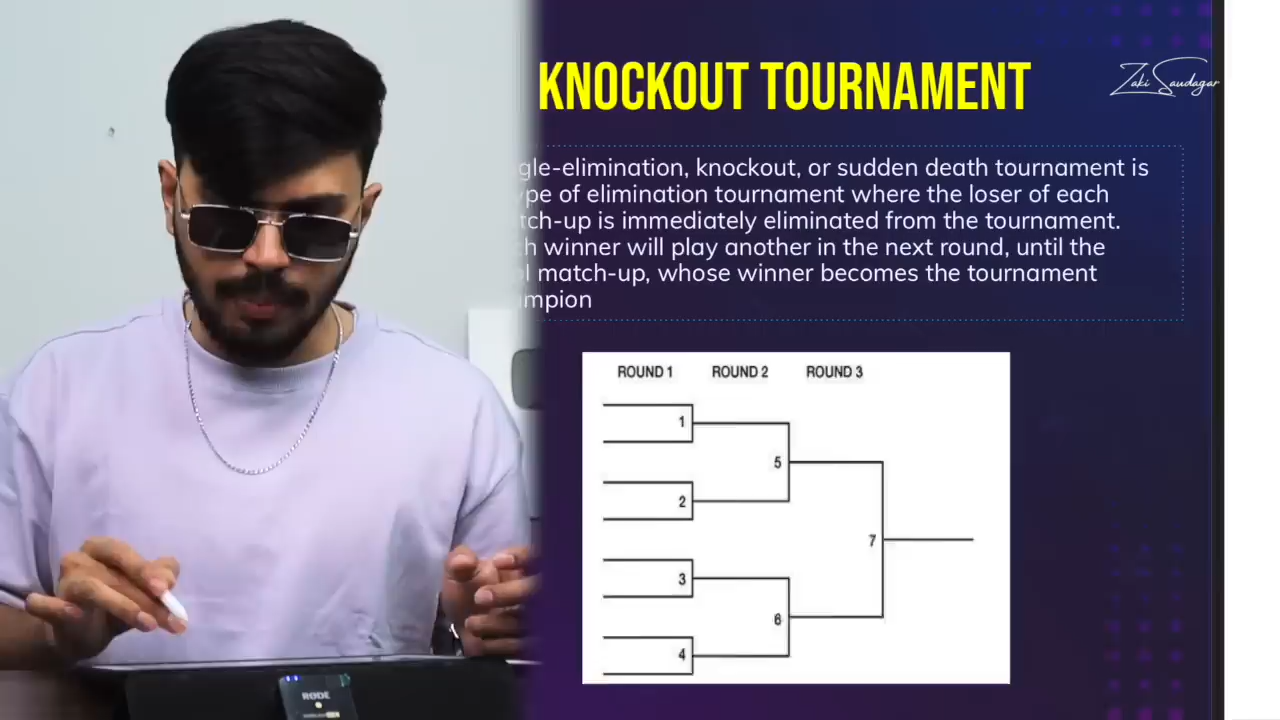 KNOCKOUT TOURNAMENT
Zaki Saudagar
gle-elimination, knockout, or sudden death tournament is
ype of elimination tournament where the loser of each
tch-up is immediately eliminated from the tournament.
h winner will play another in the next round, until the
l match-up, whose winner becomes the tournament
mpion
ROUND 1 ROUND 2 ROUND 3
1
5
2
7
3
6
4
RØDE